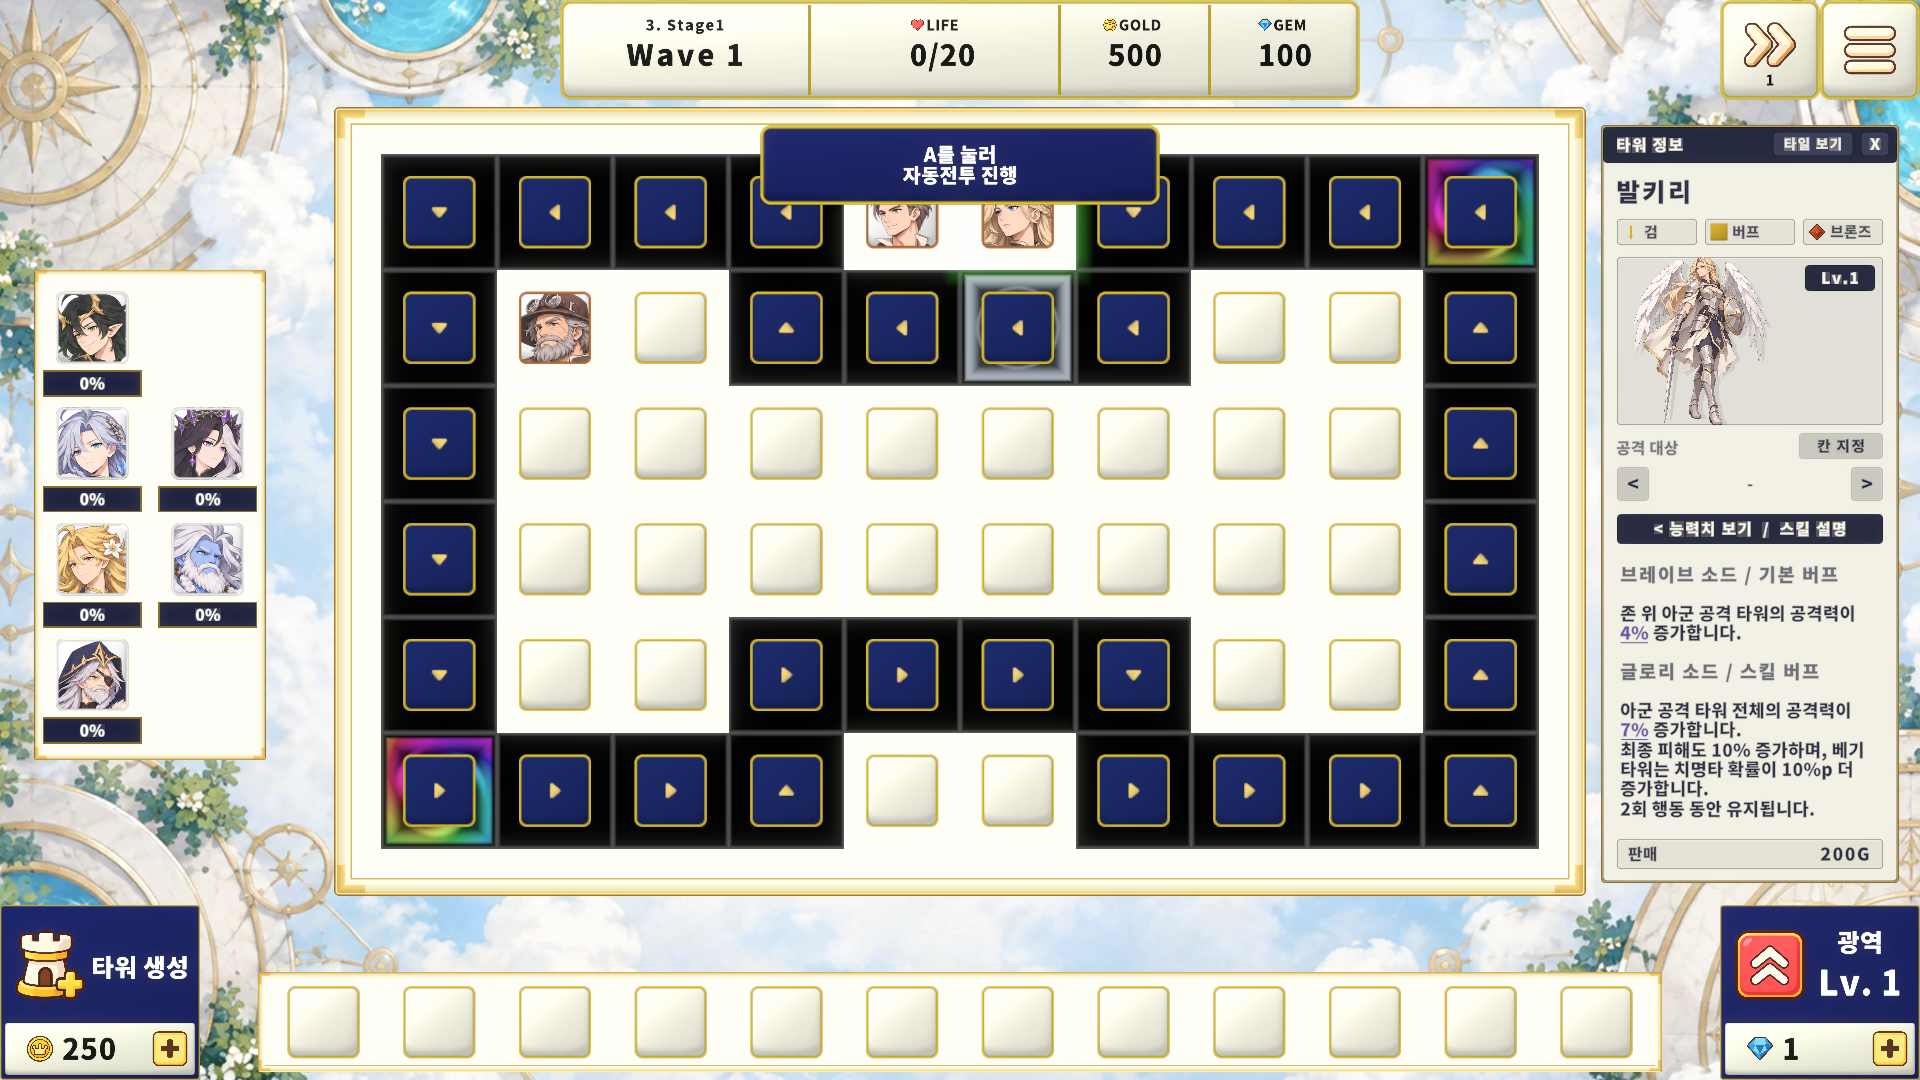 3. Stage1
Wave 1
LIFE
0/20
GOLD
500
GEM
100
1
A를 눌러
자동전투 진행
0%
0%
0%
0%
0%
0%
타워 정보
타일 보기
X
발키리
검
버프
브론즈
Lv.1
공격 대상
칸 지정
<
-
>
< 능력치 보기 / 스킬 설명
브레이브 소드 / 기본 버프
존 위 아군 공격 타워의 공격력이
4% 증가합니다.
글로리 소드 / 스킬 버프
아군 공격 타워 전체의 공격력이
7% 증가합니다.
최종 피해도 10% 증가하며, 베기
타워는 치명타 확률이 10%p 더
증가합니다.
2회 행동 동안 유지됩니다.
판매
200G
타워 생성
250
광역
Lv. 1
1